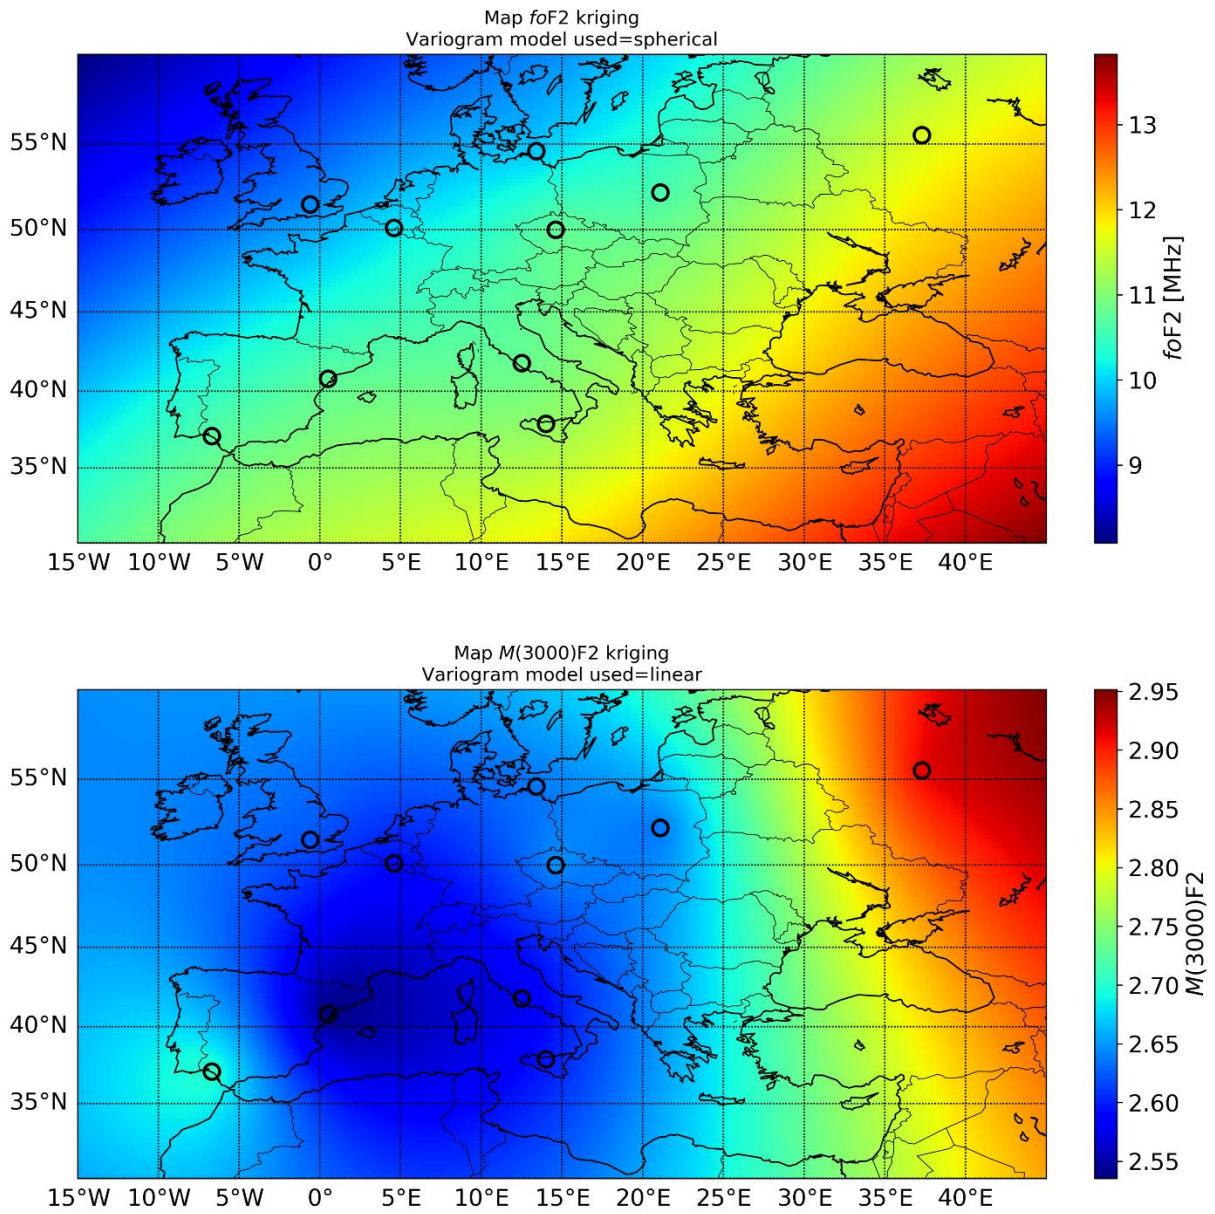 Map foF2 kriging
Variogram model used=spherical
55°N
50°N
45°N
40°N
35°N
15°W 10°W 5°W 0° 5°E 10°E 15°E 20°E 25°E 30°E 35°E 40°E
13
12
11
10
9
foF2 [MHz]
Map M(3000)F2 kriging
Variogram model used=linear
55°N
50°N
45°N
40°N
35°N
15°W 10°W 5°W 0° 5°E 10°E 15°E 20°E 25°E 30°E 35°E 40°E
2.95
2.90
2.85
2.80
2.75
2.70
2.65
2.60
2.55
M(3000)F2